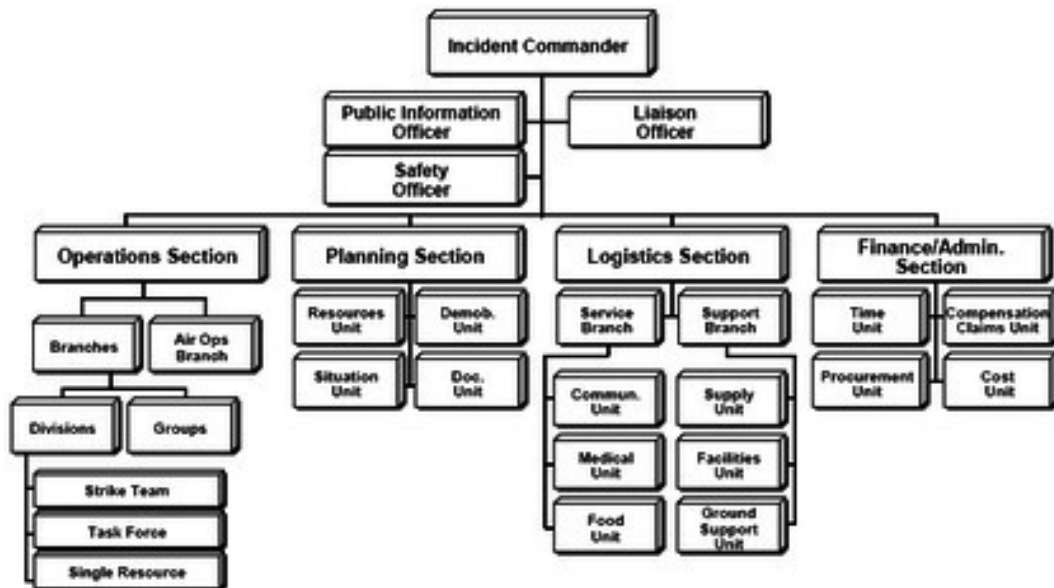 Incident Commander
Public Information
Officer
Liaison
Officer
Safety
Officer
Operations Section
Planning Section
Logistics Section
Finance/Admin.
Section
Branches
Air Ops
Branch
Divisions
Groups
Strike Team
Task Force
Single Resource
Resources
Unit
Demob.
Unit
Situation
Unit
Doc.
Unit
Service
Branch
Support
Branch
Commun.
Unit
Supply
Unit
Medical
Unit
Facilities
Unit
Food
Unit
Ground
Support
Unit
Time
Unit
Compensation
Claims Unit
Procurement
Unit
Cost
Unit